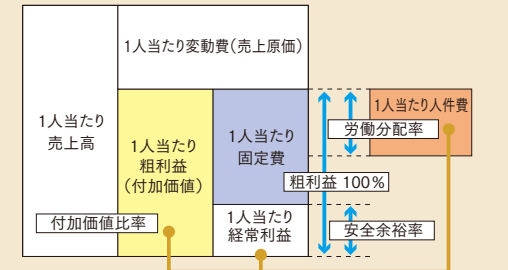 1人当たり変動費(売上原価)
1人当たり
売上高
1人当たり
粗利益
(付加価値)
1人当たり
固定費
1人当たり人件費
労働分配率
粗利益 100%
付加価値比率
1人当たり
経常利益
安全余裕率